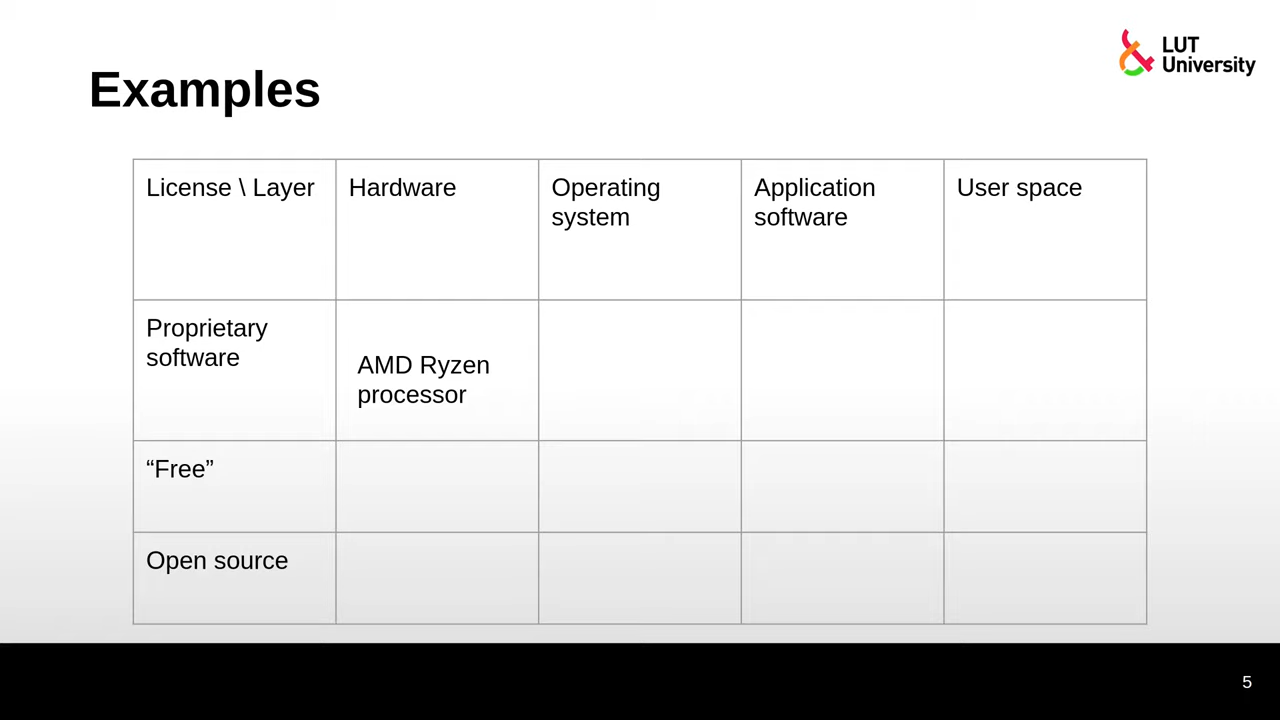 LUT
University
Examples
License \ Layer
Hardware
Operating
system
Application
software
User space
Proprietary
software
AMD Ryzen
processor
“Free”
Open source
5